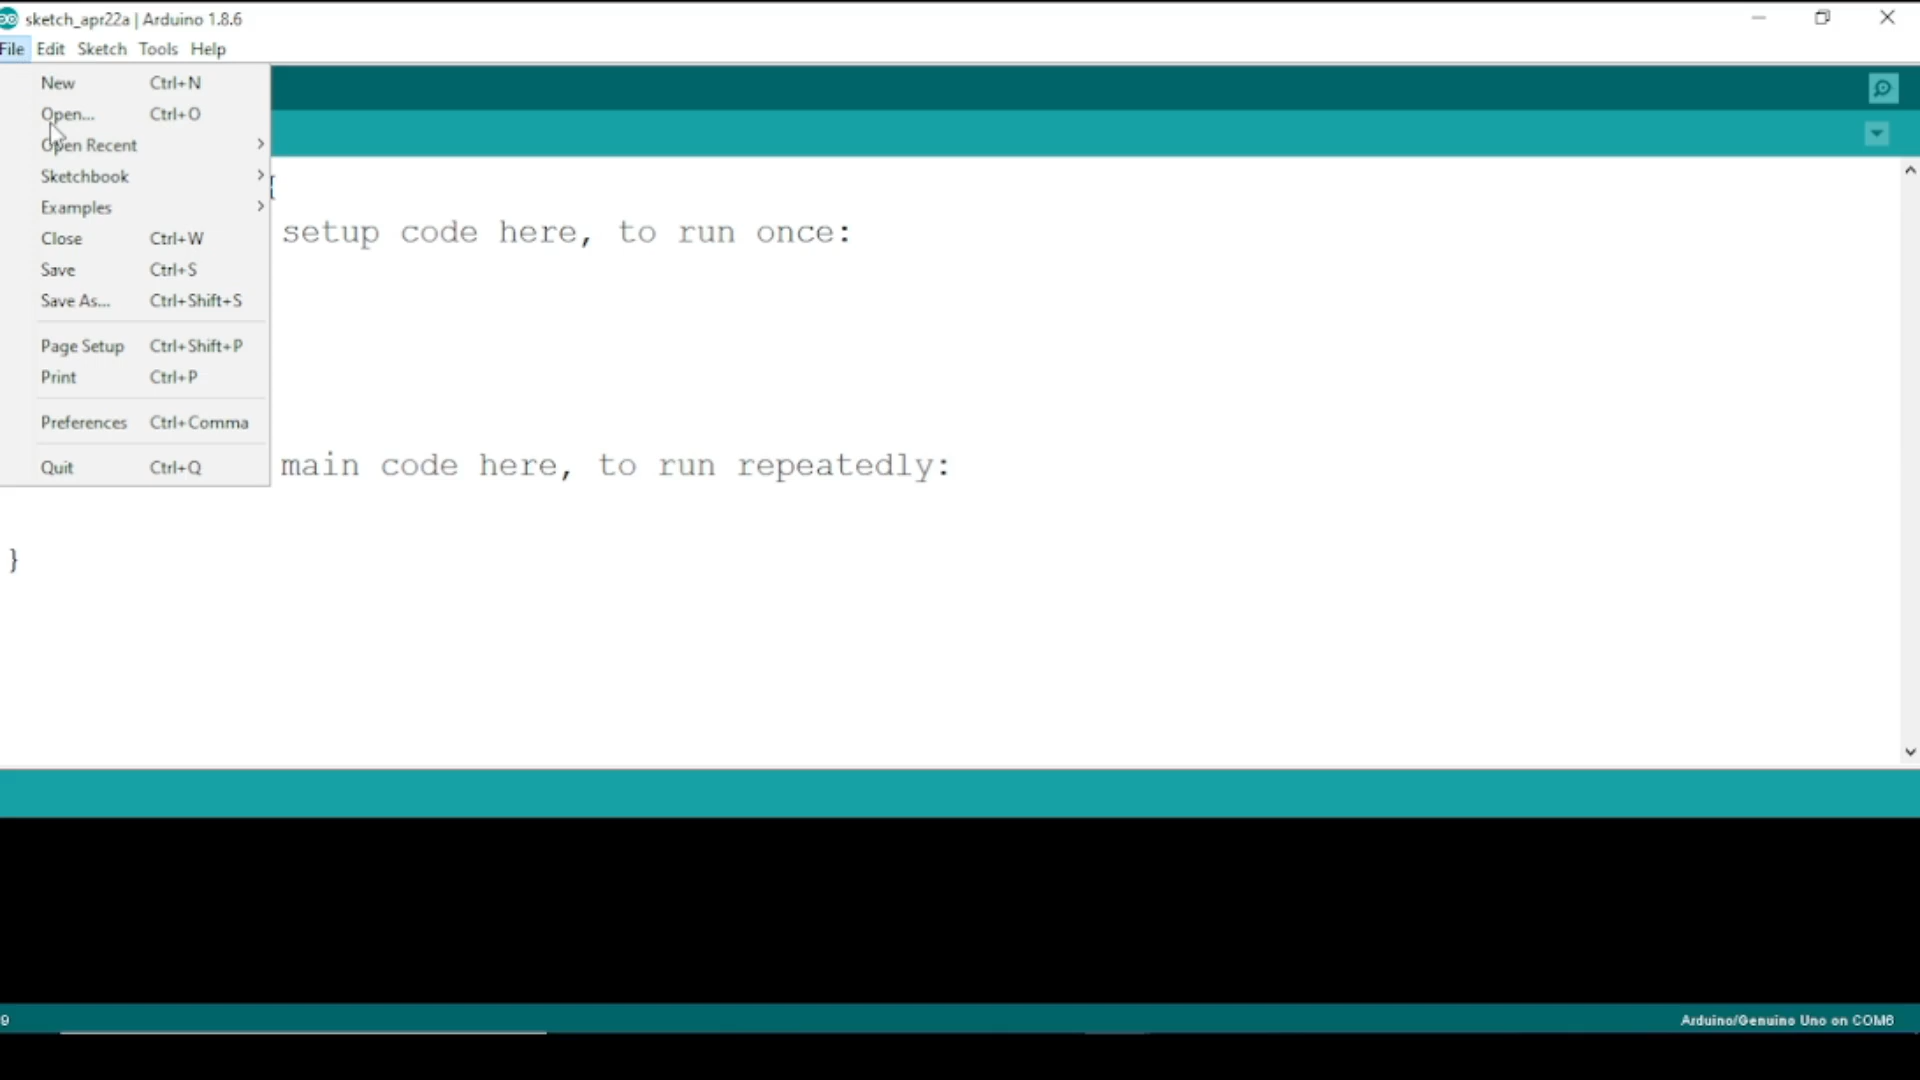 sketch_apr22a | Arduino 1.8.6
File Edit Sketch Tools Help
New Ctrl+N
Open... Ctrl+O
Open Recent
Sketchbook
Examples
Close Ctrl+W
Save Ctrl+S
Save As... Ctrl+Shift+S
Page Setup Ctrl+Shift+P
Print Ctrl+P
Preferences Ctrl+Comma
Quit Ctrl+Q
{
setup code here, to run once:
main code here, to run repeatedly:
}
9
Arduino/Genuino Uno on COM6